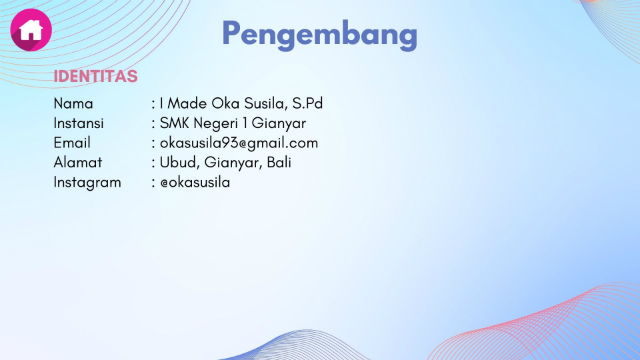 Pengembang
IDENTITAS
Nama : I Made Oka Susila, S.Pd
Instansi : SMK Negeri 1 Gianyar
Email : okasusila93@gmail.com
Alamat : Ubud, Gianyar, Bali
Instagram : @okasusila